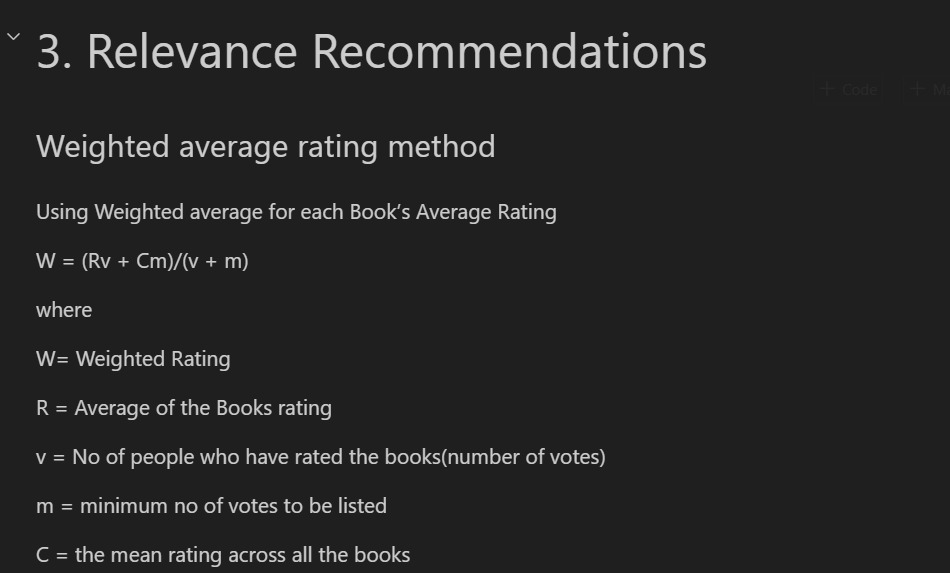 3. Relevance Recommendations
+ Code
Weighted average rating method
Using Weighted average for each Book’s Average Rating
W = (Rv + Cm)/(v + m)
where
W= Weighted Rating
R = Average of the Books rating
v = No of people who have rated the books(number of votes)
m = minimum no of votes to be listed
C = the mean rating across all the books